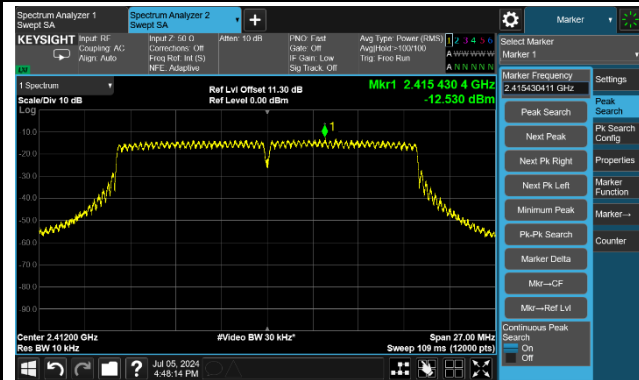 Spectrum Analyzer 1
Swept SA
Spectrum Analyzer 2
Swept SA
Marker
KEYSIGHT
Input: RF
Coupling: AC
Align: Auto
Input Z: 50 Ω
Corrections: Off
Freq Ref: Int (S)
NFE: Adaptive
Atten: 10 dB
PNO: Fast
Gate: Off
IF Gain: Low
Sig Track: Off
Avg Type: Power (RMS)
Avg|Hold:>100/100
Trig: Free Run
1 2 3 4 5 6
A W W W W W
A N N N N N
LXI
Select Marker
Marker 1
1 Spectrum
Scale/Div 10 dB
Ref Lvl Offset 11.30 dB
Ref Level 0.00 dBm
Mkr1 2.415 430 4 GHz
-12.530 dBm
Log
-10.0
-20.0
-30.0
-40.0
-50.0
-60.0
-70.0
-80.0
-90.0
1
Center 2.41200 GHz
Res BW 10 kHz
#Video BW 30 kHz*
Span 27.00 MHz
Sweep 109 ms (12000 pts)
Marker Frequency
2.415430411 GHz
Peak Search
Next Peak
Next Pk Right
Next Pk Left
Minimum Peak
Pk-Pk Search
Marker Delta
Mkr→CF
Mkr→Ref Lvl
Continuous Peak
Search
On
Off
Settings
Peak
Search
Pk Search
Config
Properties
Marker
Function
Marker→
Counter
?
Jul 05, 2024
4:48:14 PM